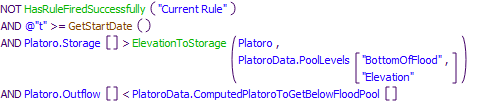 NOT HasRuleFiredSuccessfully ( "Current Rule" )
AND @"t" >= GetStartDate ()
AND Platoro.Storage [] > ElevationToStorage ( Platoro ,
PlatoroData.PoolLevels [ "BottomOfFlood" ,
"Elevation" ] )
AND Platoro.Outflow [] < PlatoroData.ComputedPlatoroToGetBelowFloodPool []